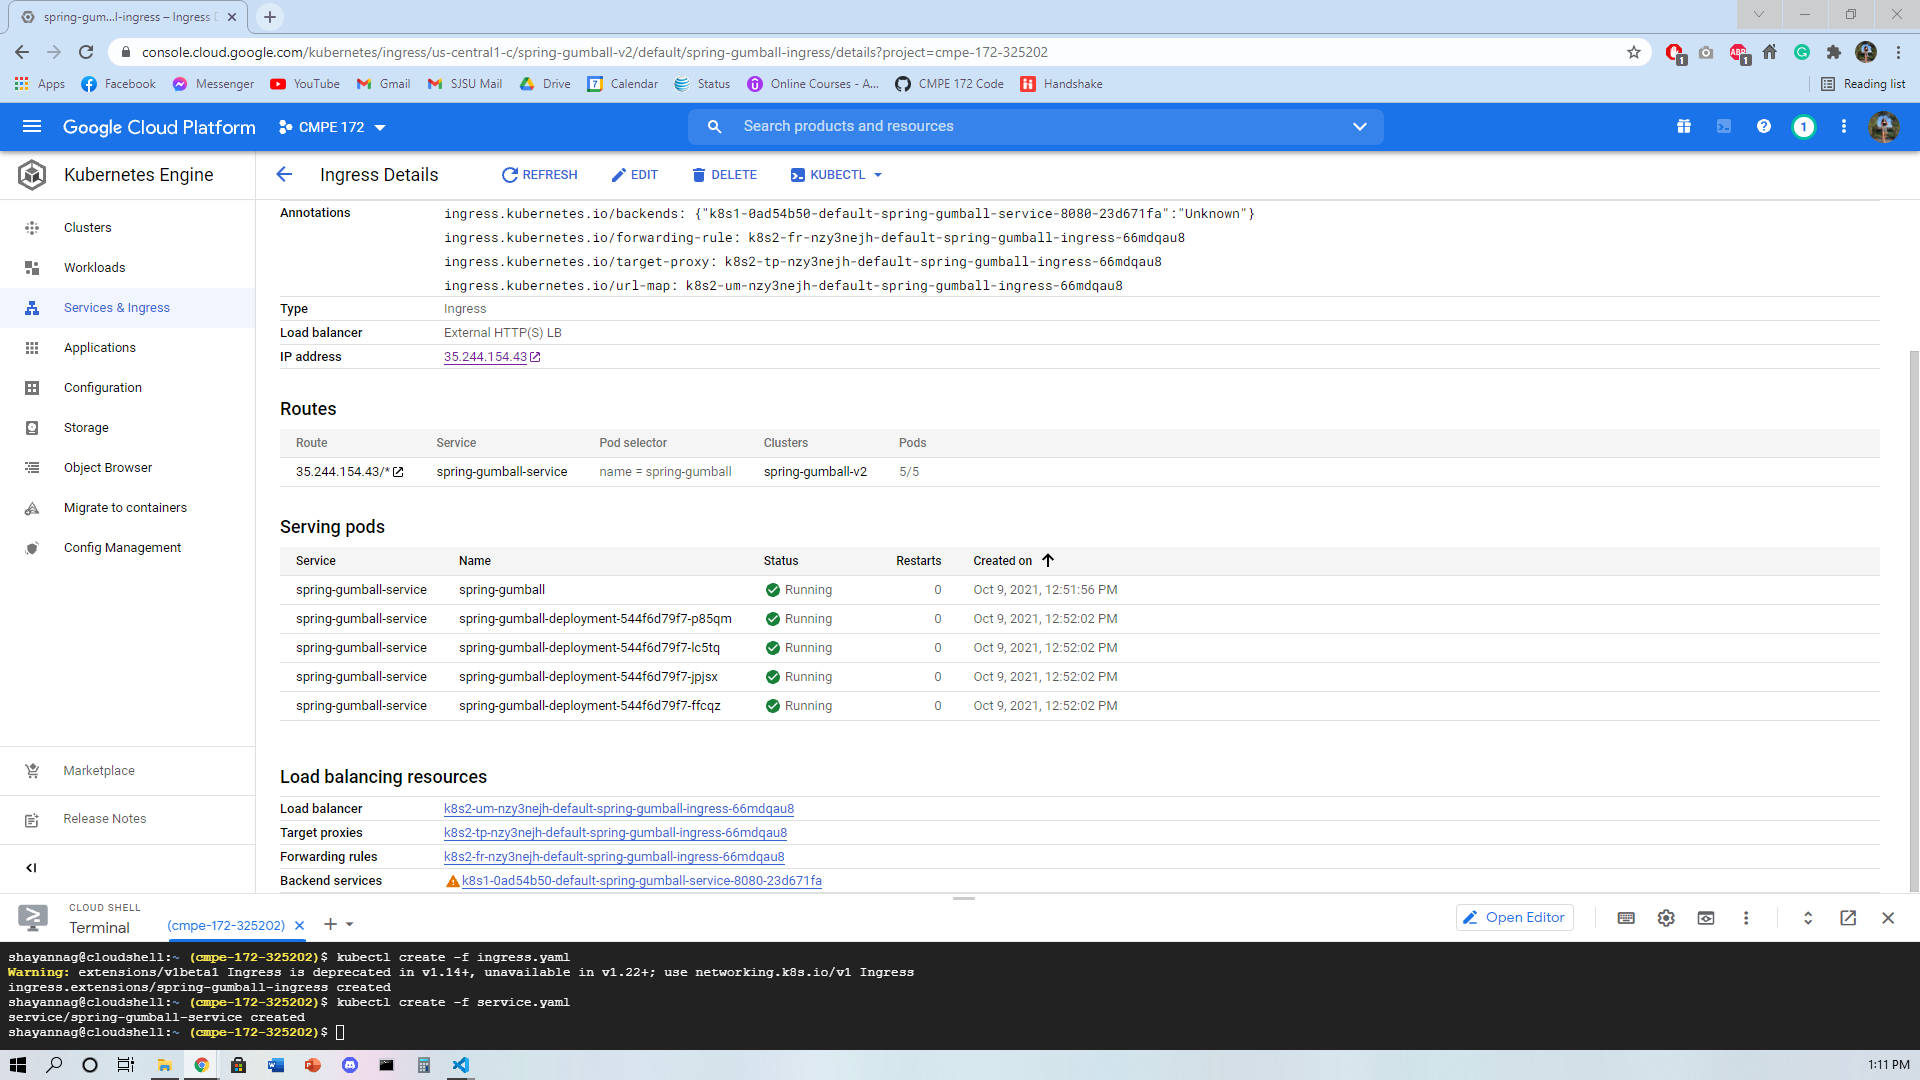 spring-gum...l-ingress – Ingress D
console.cloud.google.com/kubernetes/ingress/us-central1-c/spring-gumball-v2/default/spring-gumball-ingress/details?project=cmpe-172-325202
1
ABP
1
Apps
Facebook
Messenger
YouTube
Gmail
SJSU Mail
Drive
7
Calendar
Status
Online Courses - A...
CMPE 172 Code
Handshake
Reading list
Google Cloud Platform
CMPE 172
Search products and resources
1
Kubernetes Engine
Ingress Details
REFRESH
EDIT
DELETE
KUBECTL
Clusters
Workloads
Services & Ingress
Applications
Configuration
Storage
Object Browser
Migrate to containers
Config Management
Marketplace
Release Notes
Annotations
ingress.kubernetes.io/backends: {"k8s1-0ad54b50-default-spring-gumball-service-8080-23d671fa":"Unknown"}
ingress.kubernetes.io/forwarding-rule: k8s2-fr-nzy3nejh-default-spring-gumball-ingress-66mdqau8
ingress.kubernetes.io/target-proxy: k8s2-tp-nzy3nejh-default-spring-gumball-ingress-66mdqau8
ingress.kubernetes.io/url-map: k8s2-um-nzy3nejh-default-spring-gumball-ingress-66mdqau8
Type Ingress
Load balancer External HTTP(S) LB
IP address 35.244.154.43
Routes
Route Service Pod selector Clusters Pods
35.244.154.43/* spring-gumball-service name = spring-gumball spring-gumball-v2 5/5
Serving pods
Service Name Status Restarts Created on
spring-gumball-service spring-gumball Running 0 Oct 9, 2021, 12:51:56 PM
spring-gumball-service spring-gumball-deployment-544f6d79f7-p85qm Running 0 Oct 9, 2021, 12:52:02 PM
spring-gumball-service spring-gumball-deployment-544f6d79f7-lc5tq Running 0 Oct 9, 2021, 12:52:02 PM
spring-gumball-service spring-gumball-deployment-544f6d79f7-jpjsx Running 0 Oct 9, 2021, 12:52:02 PM
spring-gumball-service spring-gumball-deployment-544f6d79f7-ffcqz Running 0 Oct 9, 2021, 12:52:02 PM
Load balancing resources
Load balancer k8s2-um-nzy3nejh-default-spring-gumball-ingress-66mdqau8
Target proxies k8s2-tp-nzy3nejh-default-spring-gumball-ingress-66mdqau8
Forwarding rules k8s2-fr-nzy3nejh-default-spring-gumball-ingress-66mdqau8
Backend services k8s1-0ad54b50-default-spring-gumball-service-8080-23d671fa
CLOUD SHELL
Terminal
(cmpe-172-325202)
Open Editor
shayannag@cloudshell:~ (cmpe-172-325202)$ kubectl create -f ingress.yaml
Warning: extensions/v1beta1 Ingress is deprecated in v1.14+, unavailable in v1.22+; use networking.k8s.io/v1 Ingress
ingress.extensions/spring-gumball-ingress created
shayannag@cloudshell:~ (cmpe-172-325202)$ kubectl create -f service.yaml
service/spring-gumball-service created
shayannag@cloudshell:~ (cmpe-172-325202)$
1:11 PM